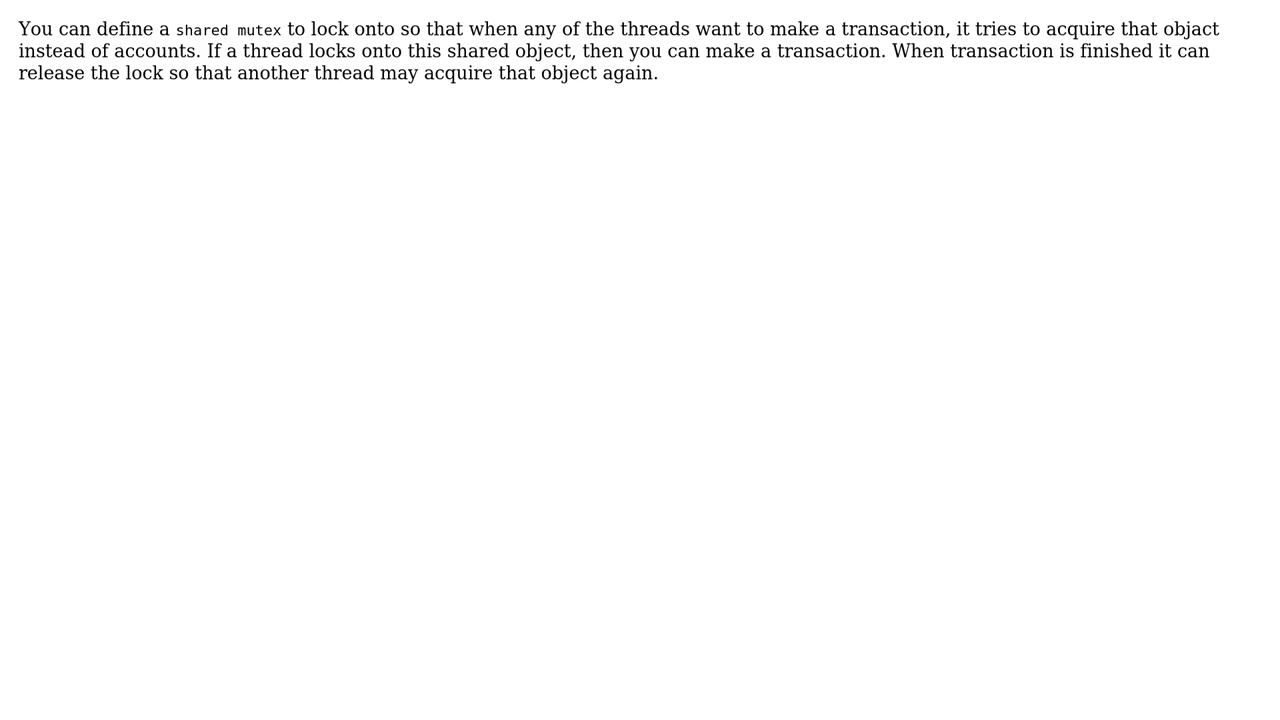 You can define a shared mutex to lock onto so that when any of the threads want to make a transaction, it tries to acquire that objact
instead of accounts. If a thread locks onto this shared object, then you can make a transaction. When transaction is finished it can
release the lock so that another thread may acquire that object again.